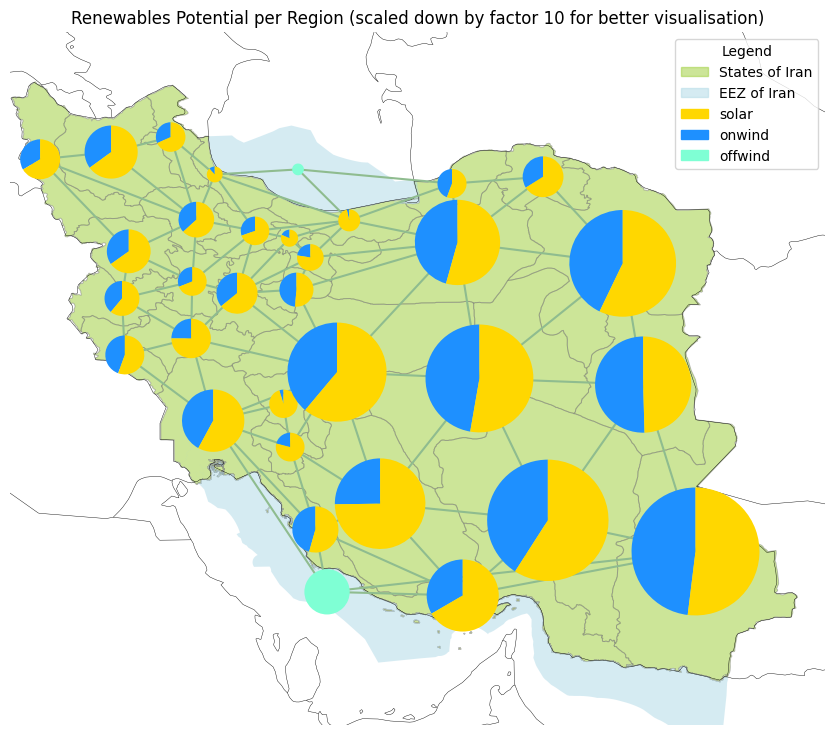 Renewables Potential per Region (scaled down by factor 10 for better visualisation)
Legend
States of Iran
EEZ of Iran
solar
onwind
offwind